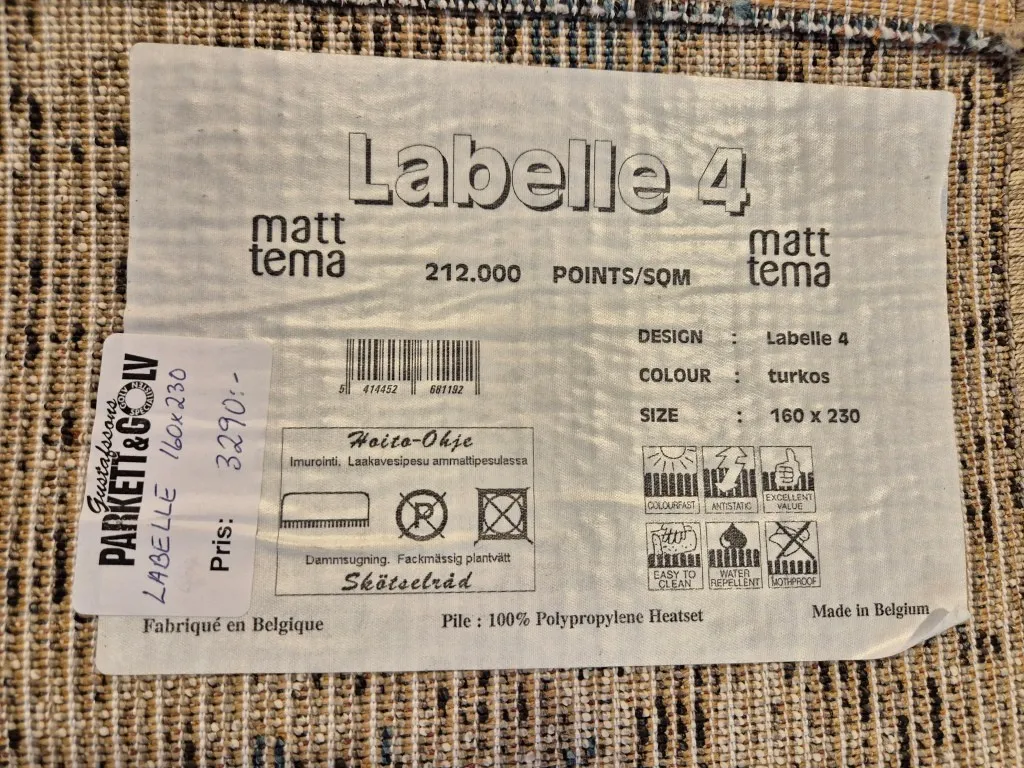 Labelle 4
matt
tema
212.000 POINTS/SQM
matt
tema
DESIGN : Labelle 4
COLOUR : turkos
SIZE : 160 x 230
5 414452 681192
Hoito-Ohje
Imurointi, Laakavesipesu ammattipesulassa
P
Dammsugning. Fackmässig plantvätt
Skötselråd
COLOURFAST
ANTISTATIC
EXCELLENT
VALUE
EASY TO
CLEAN
WATER
REPELLENT
MOTHPROOF
Fabriqué en Belgique
Pile : 100% Polypropylene Heatset
Made in Belgium
Gustafssons
PARKETT & GOLV
GOLV
SPECIALISTEN
LABELLE 160x230
Pris: 3290:-